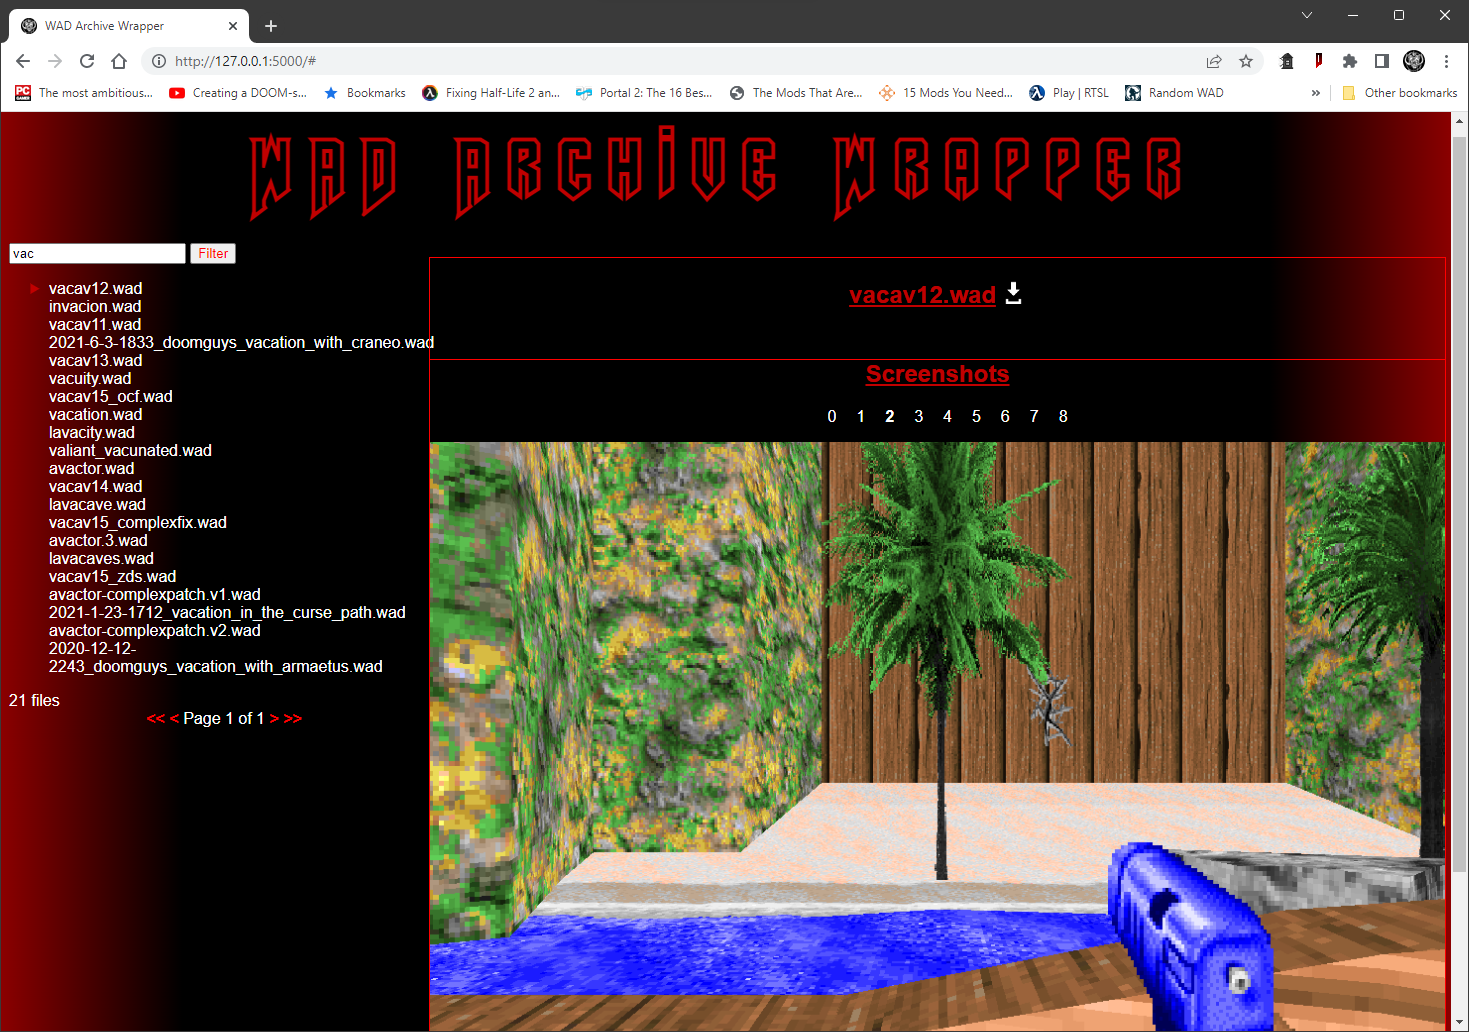 WAD Archive Wrapper
http://127.0.0.1:5000/#
PC GAMER The most ambitious... Creating a DOOM-s... Bookmarks Fixing Half-Life 2 an... Portal 2: The 16 Bes... The Mods That Are... 15 Mods You Need... Play | RTSL Random WAD » Other bookmarks
WAD Archive Wrapper
vac Filter
vacav12.wad
invacion.wad
vacav11.wad
2021-6-3-1833_doomguys_vacation_with_craneo.wad
vacav13.wad
vacuity.wad
vacav15_ocf.wad
vacation.wad
lavacity.wad
valiant_vacunated.wad
avactor.wad
vacav14.wad
lavacave.wad
vacav15_complexfix.wad
avactor.3.wad
lavacaves.wad
vacav15_zds.wad
avactor-complexpatch.v1.wad
2021-1-23-1712_vacation_in_the_curse_path.wad
avactor-complexpatch.v2.wad
2020-12-12-
2243_doomguys_vacation_with_armaetus.wad
21 files
<< < Page 1 of 1 > >>
vacav12.wad
Screenshots
0 1 2 3 4 5 6 7 8